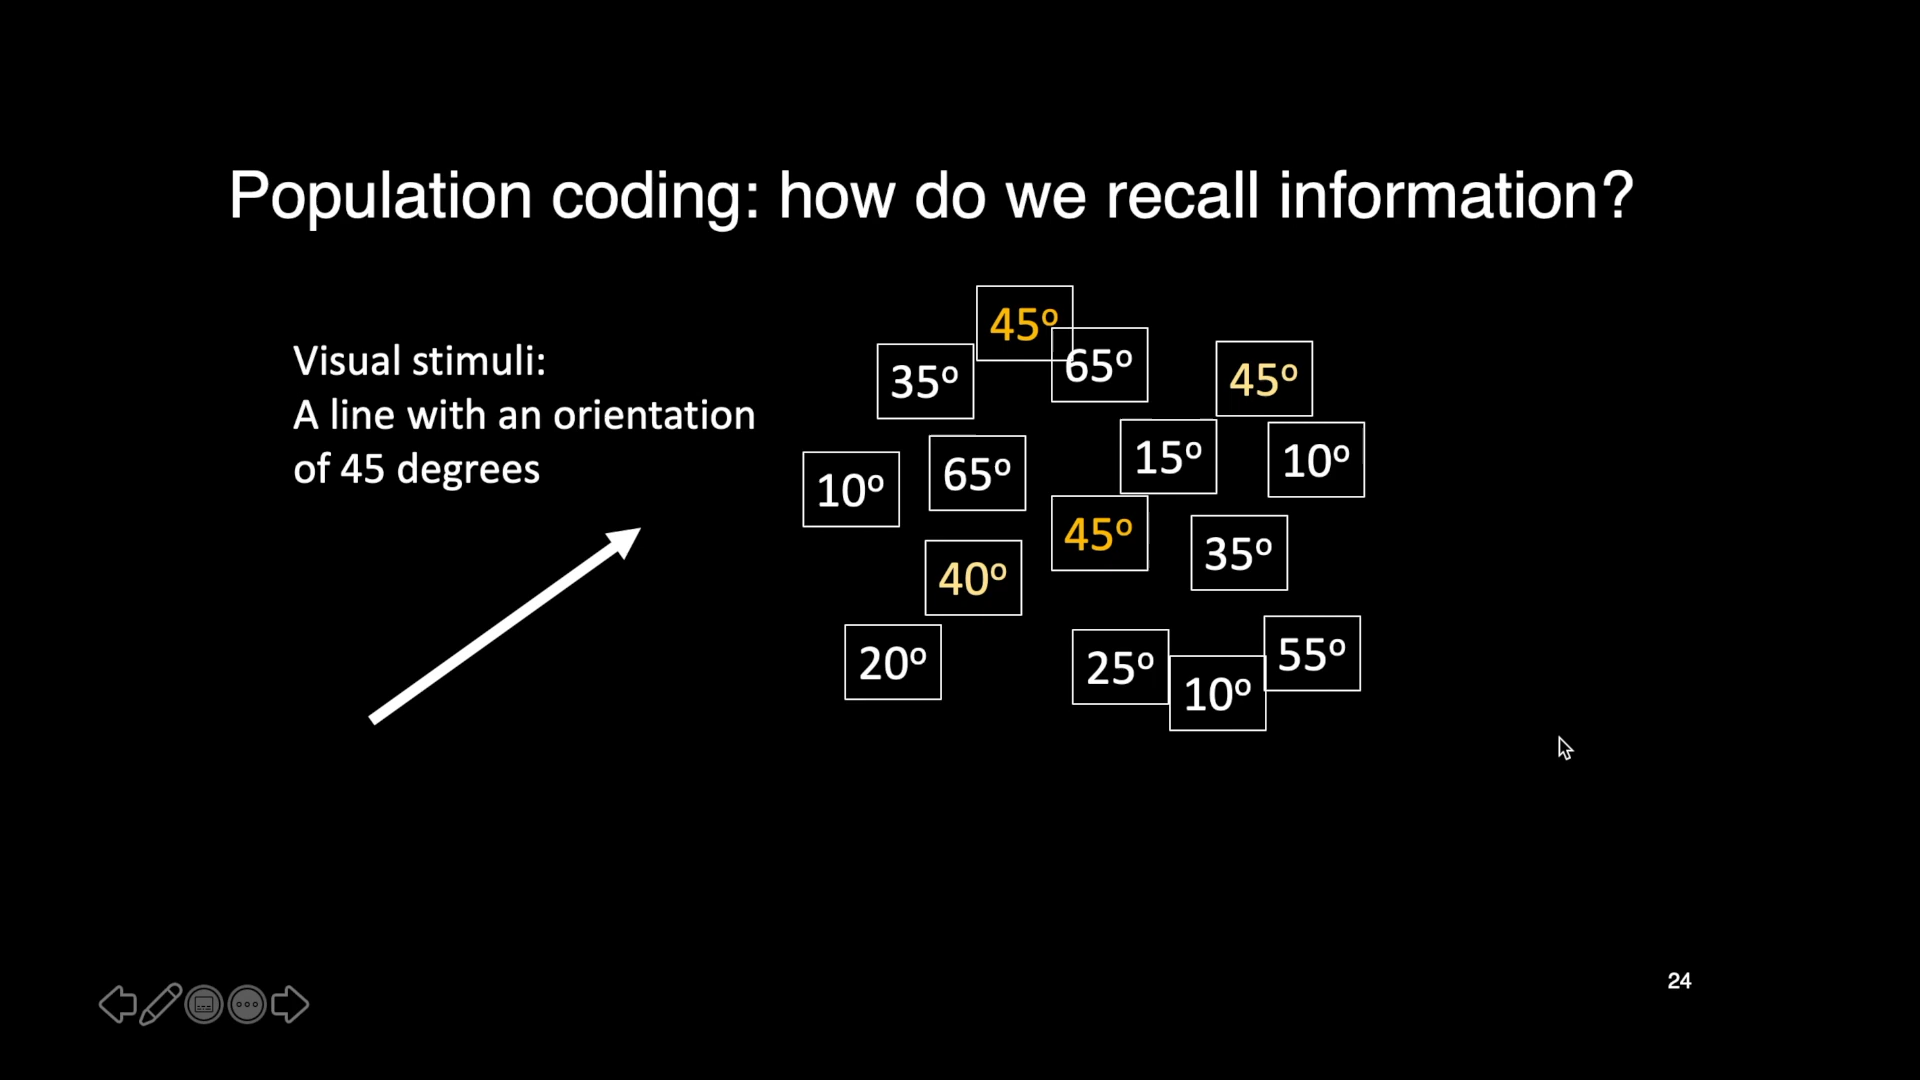 Population coding: how do we recall information?
Visual stimuli:
A line with an orientation
of 45 degrees
45º
65º
35º
45º
15º
10º
65º
10º
45º
35º
40º
20º
25º
10º
55º
24